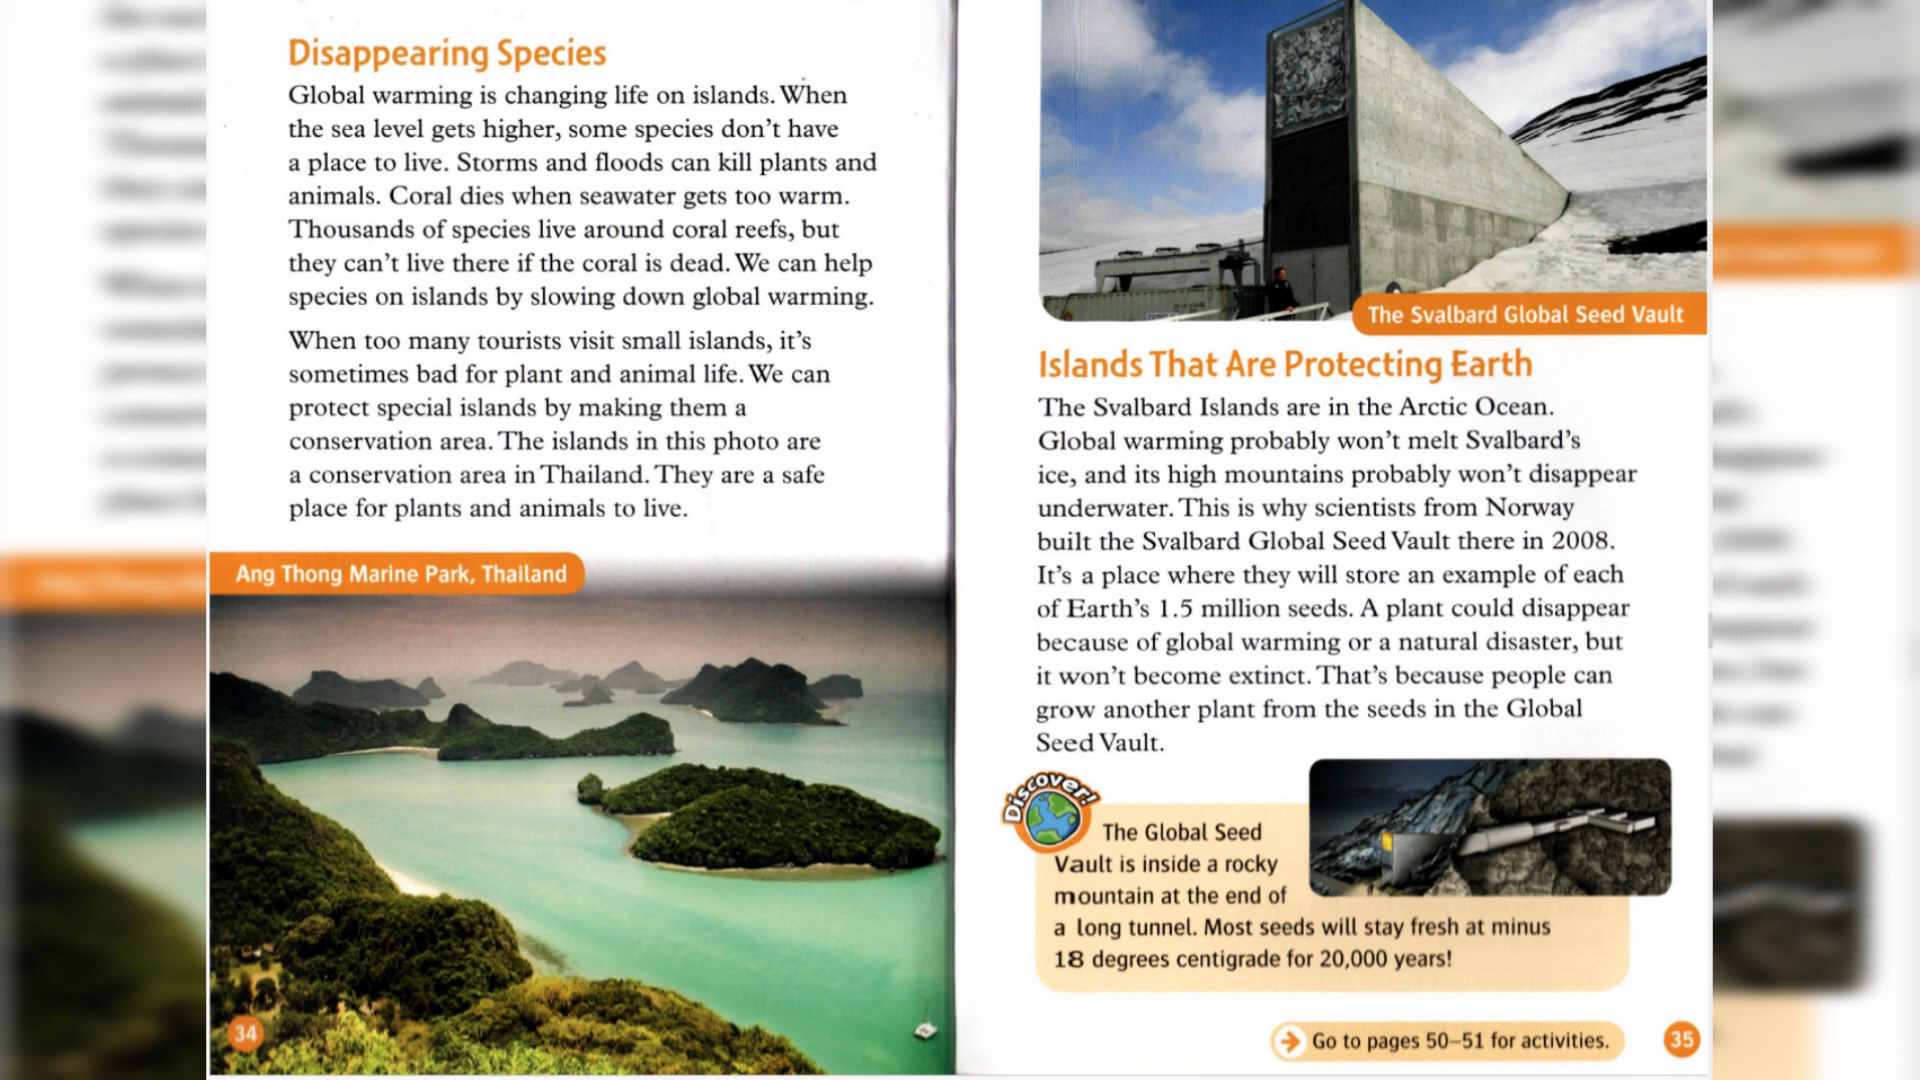 Disappearing Species
Global warming is changing life on islands. When
the sea level gets higher, some species don't have
a place to live. Storms and floods can kill plants and
animals. Coral dies when seawater gets too warm.
Thousands of species live around coral reefs, but
they can't live there if the coral is dead. We can help
species on islands by slowing down global warming.
When too many tourists visit small islands, it's
sometimes bad for plant and animal life. We can
protect special islands by making them a
conservation area. The islands in this photo are
a conservation area in Thailand. They are a safe
place for plants and animals to live.
Ang Thong Marine Park, Thailand
34
The Svalbard Global Seed Vault
Islands That Are Protecting Earth
The Svalbard Islands are in the Arctic Ocean.
Global warming probably won't melt Svalbard's
ice, and its high mountains probably won't disappear
underwater. This is why scientists from Norway
built the Svalbard Global Seed Vault there in 2008.
It's a place where they will store an example of each
of Earth's 1.5 million seeds. A plant could disappear
because of global warming or a natural disaster, but
it won't become extinct. That's because people can
grow another plant from the seeds in the Global
Seed Vault.
Discover!
The Global Seed
Vault is inside a rocky
mountain at the end of
a long tunnel. Most seeds will stay fresh at minus
18 degrees centigrade for 20,000 years!
Go to pages 50–51 for activities.
35